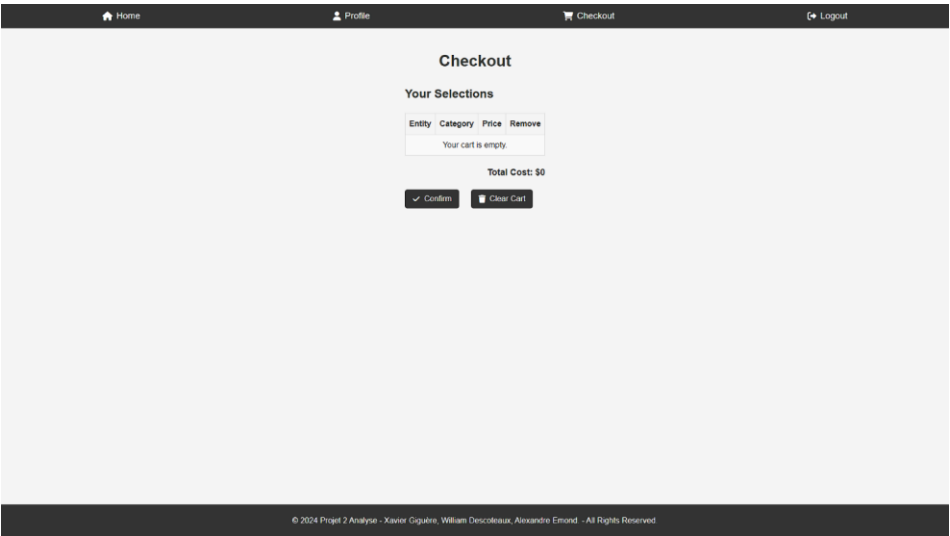 Home Profile Checkout Logout
Checkout
Your Selections
Entity Category Price Remove
Your cart is empty.
Total Cost: $0
Confirm Clear Cart
© 2024 Projet 2 Analyse - Xavier Giguère, William Descoteaux, Alexandre Emond. - All Rights Reserved.